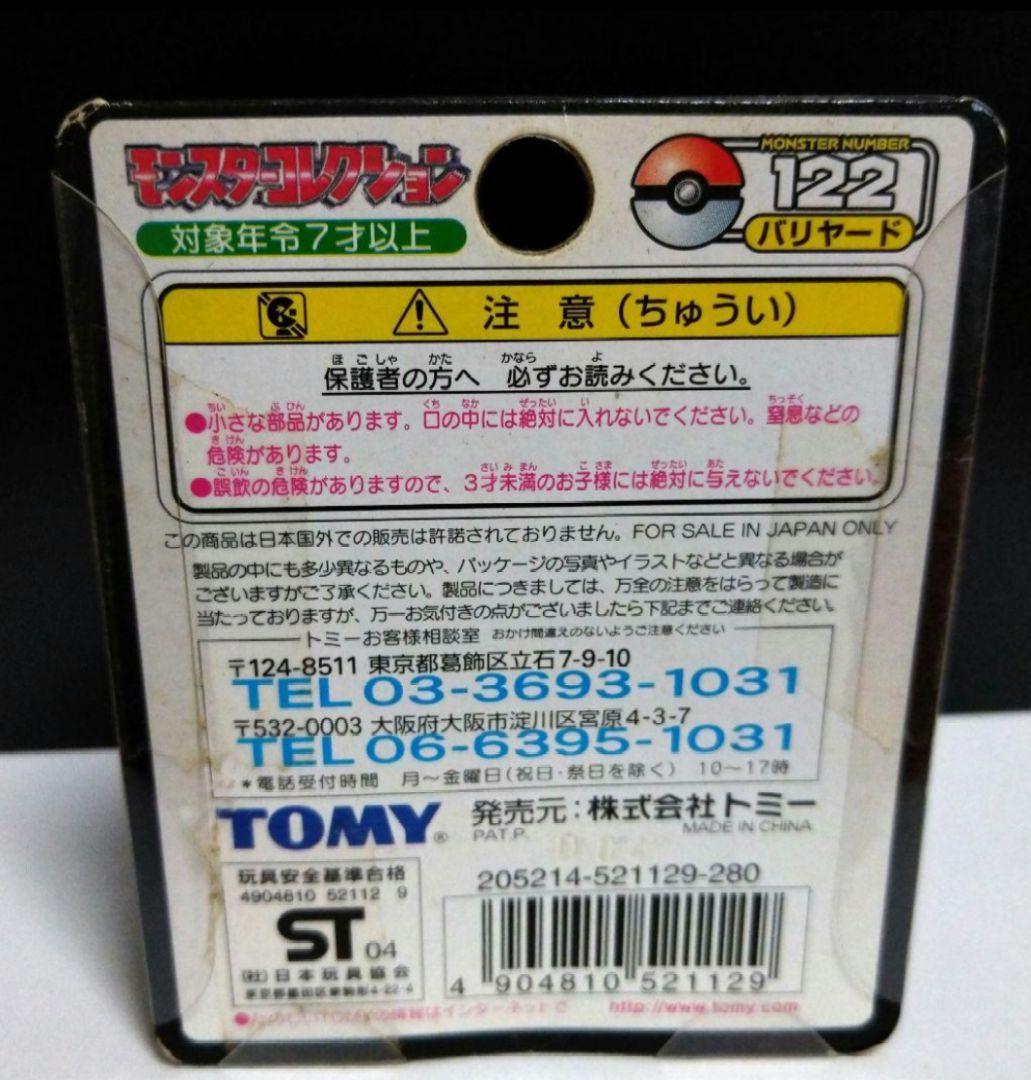 モンスターコレクション
対象年令7才以上
MONSTER NUMBER
122
バリヤード
注 意(ちゅうい)
保護者の方へ 必ずお読みください。
●小さな部品があります。口の中には絶対に入れないでください。窒息などの
危険があります。
●誤飲の危険がありますので、3才未満のお子様には絶対に与えないでください。
この商品は日本国外での販売は許諾されておりません。FOR SALE IN JAPAN ONLY
製品の中にも多少異なるものや、パッケージの写真やイラストなどと異なる場合が
ございますがご了承ください。製品につきましては、万全の注意をはらって製造に
当たっておりますが、万一お気付きの点がございましたら下記までご連絡ください。
トミーお客様相談室 おかけ間違えのないようご注意ください
〒124-8511 東京都葛飾区立石7-9-10
TEL 03-3693-1031
〒532-0003 大阪府大阪市淀川区宮原4-3-7
TEL 06-6395-1031
*電話受付時間 月~金曜日(祝日・祭日を除く) 10~17時
TOMY®
発売元:株式会社トミー
PAT.P. MADE IN CHINA
玩具安全基準合格
4904810 52112 9
ST 04
(社)日本玩具協会
205214-521129-280
4 904810 521129
http://www.tomy.com